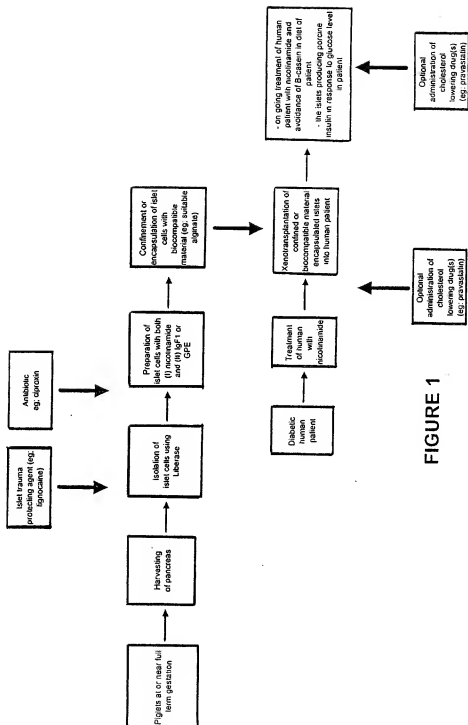 Islet trauma
protecting agent (eg;
lignocaine)
Antibiotic
eg; ciproxin
Piglets at or near full
term gestation
Harvesting
of pancreas
Isolation of
islet cells using
Liberase
Preparation of
islet cells with both
(i) nicotinamide
and (iii) IgF1 or
GPE
Confinement or
encapsulation of islet
cells with
biocompatible
material (eg; suitable
alginate)
Diabetic
human
patient
Treatment
of human
with
nicotinamide
Xenotransplantation of
confined or
biocompatible material
encapsulated islets
into human patient
- on going treatment of human
patient with nicotinamide and
avoidance of B-casein in diet of
patient
- the islets producing porcine
insulin in response to glucose level
in patient
Optional
administration of
cholesterol
lowering drug(s)
(eg; pravastatin)
Optional
administration of
cholesterol
lowering drug(s)
(eg; pravastatin)
FIGURE 1